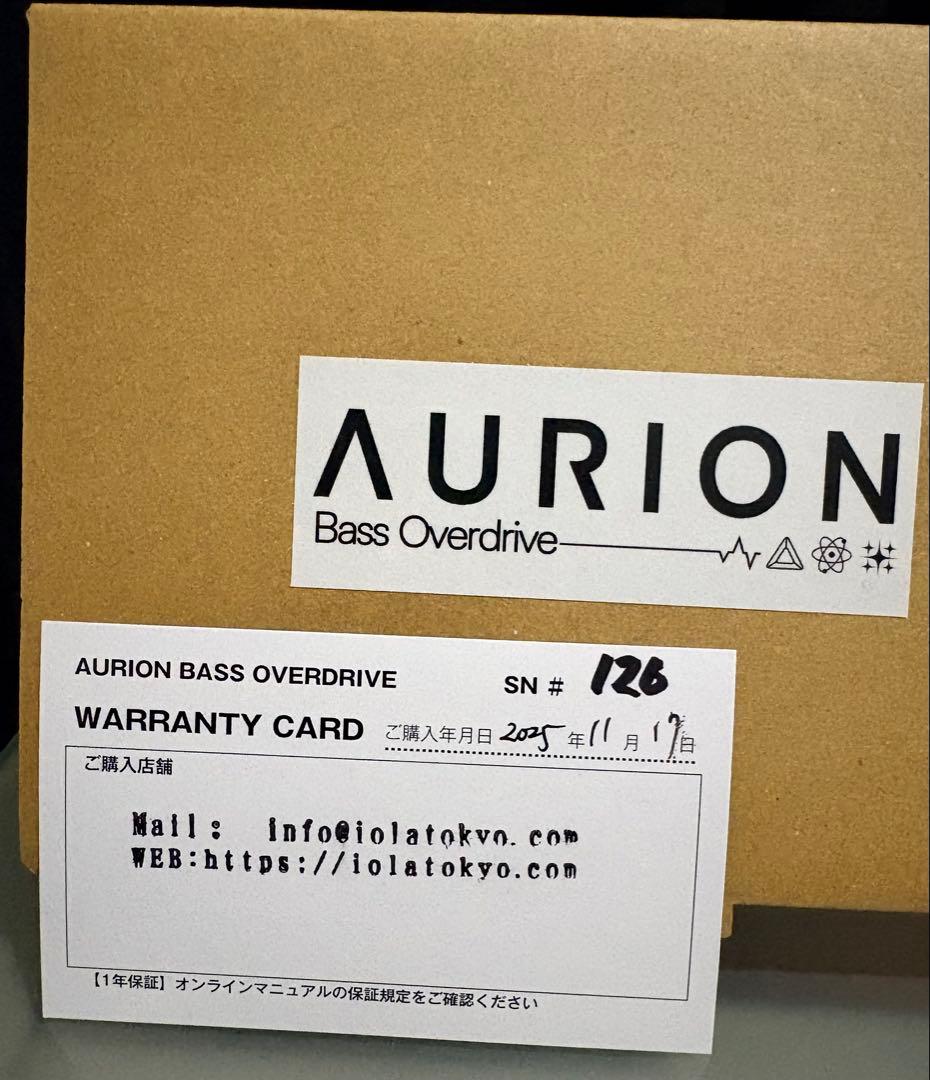 AURION
Bass Overdrive
AURION BASS OVERDRIVE SN # 126
WARRANTY CARD ご購入年月日 2025 年 11 月 17 日
ご購入店舗
Mail: info@iolatokyo.com
WEB:https://iolatokyo.com
【1年保証】オンラインマニュアルの保証規定をご確認ください